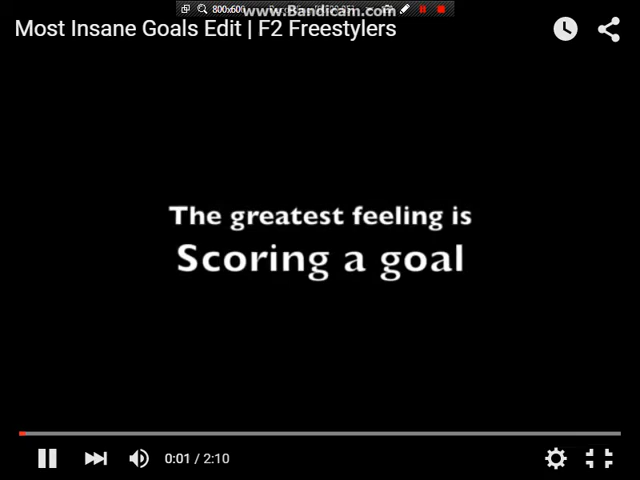 800x600
www.Bandicam.com
Most Insane Goals Edit | F2 Freestylers
The greatest feeling is
Scoring a goal
0:01 / 2:10